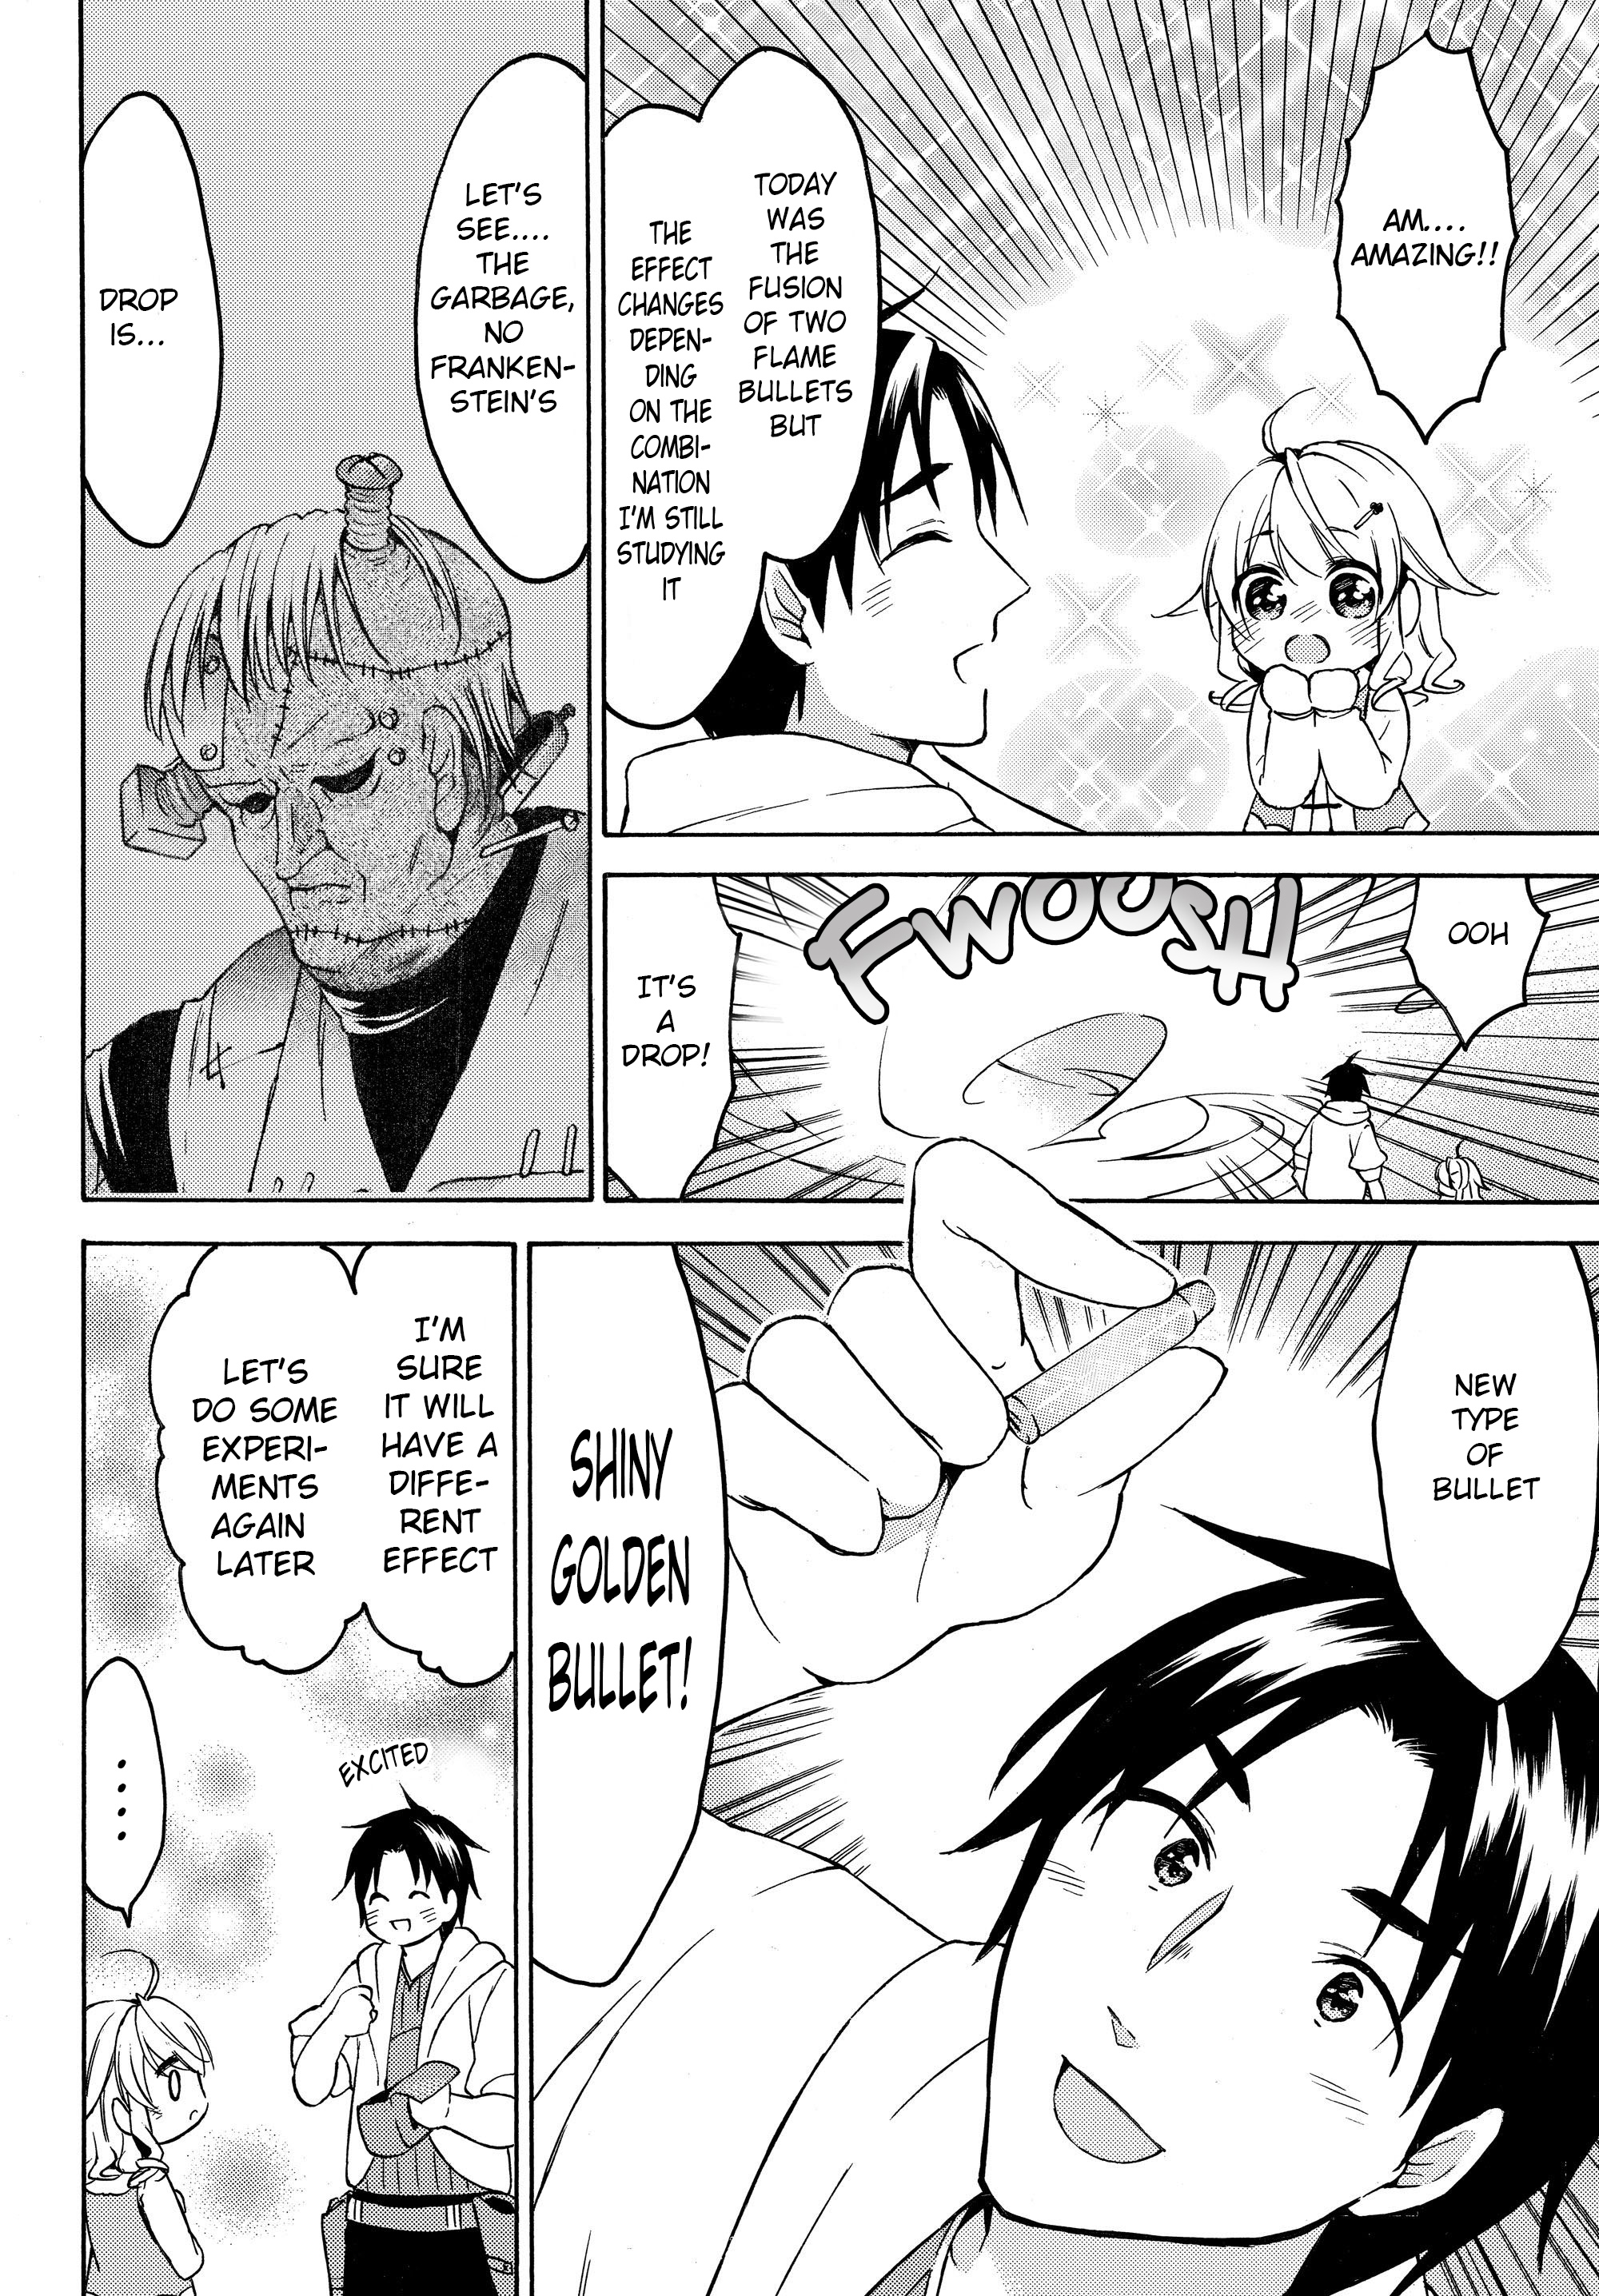 AM....
AMAZING!!
TODAY
WAS
THE
FUSION
OF TWO
FLAME
BULLETS
BUT
THE
EFFECT
CHANGES
DEPEN-
DING
ON THE
COMBI-
NATION
I'M STILL
STUDYING
IT
LET'S
SEE....
THE
GARBAGE,
NO
FRANKEN-
STEIN'S
DROP
IS...
OOH
FWOOSH
IT'S
A
DROP!
NEW
TYPE
OF
BULLET
SHINY
GOLDEN
BULLET!
I'M
SURE
IT WILL
HAVE A
DIFFE-
RENT
EFFECT
LET'S
DO SOME
EXPERI-
MENTS
AGAIN
LATER
EXCITED
....